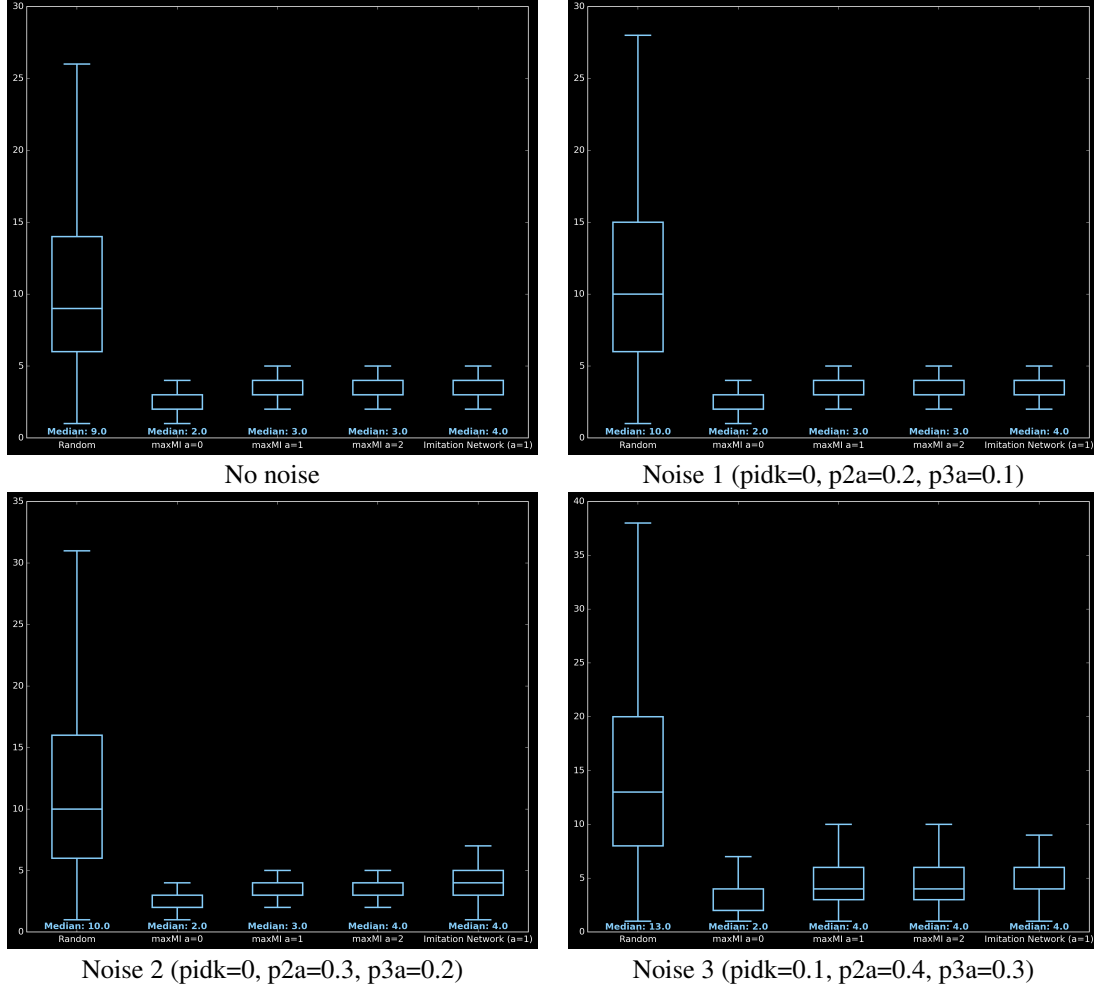 30
25
20
15
10
5
0
Median: 9.0 Median: 2.0 Median: 3.0 Median: 3.0 Median: 4.0
Random maxMI a=0 maxMI a=1 maxMI a=2 Imitation Network (a=1)
No noise
30
25
20
15
10
5
0
Median: 10.0 Median: 2.0 Median: 3.0 Median: 3.0 Median: 4.0
Random maxMI a=0 maxMI a=1 maxMI a=2 Imitation Network (a=1)
Noise 1 (pidk=0, p2a=0.2, p3a=0.1)
35
30
25
20
15
10
5
0
Median: 10.0 Median: 2.0 Median: 3.0 Median: 4.0 Median: 4.0
Random maxMI a=0 maxMI a=1 maxMI a=2 Imitation Network (a=1)
Noise 2 (pidk=0, p2a=0.3, p3a=0.2)
40
35
30
25
20
15
10
5
0
Median: 13.0 Median: 2.0 Median: 4.0 Median: 4.0 Median: 4.0
Random maxMI a=0 maxMI a=1 maxMI a=2 Imitation Network (a=1)
Noise 3 (pidk=0.1, p2a=0.4, p3a=0.3)